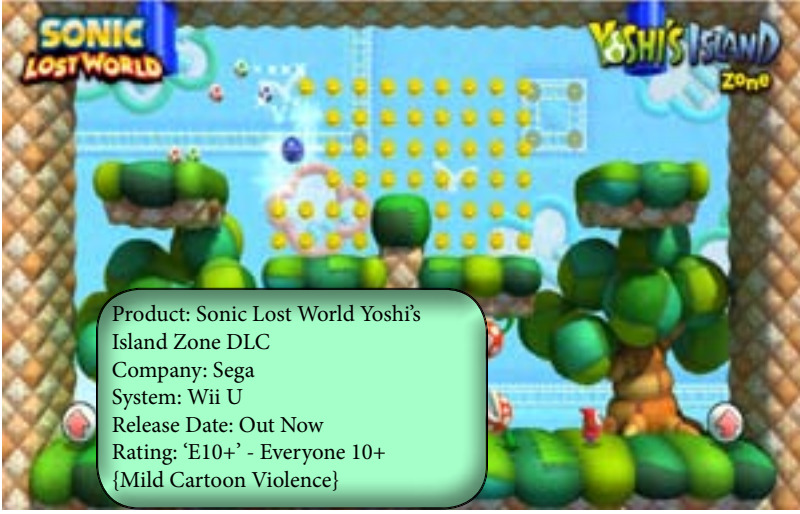 SONIC
LOST WORLD
YOSHI'S ISLAND
ZONE
Product: Sonic Lost World Yoshi’s
Island Zone DLC
Company: Sega
System: Wii U
Release Date: Out Now
Rating: ‘E10+’ - Everyone 10+
{Mild Cartoon Violence}